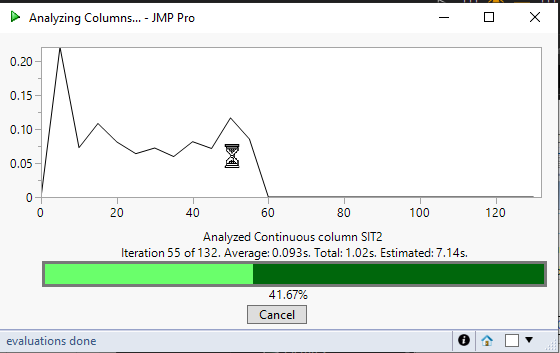 Analyzing Columns... - JMP Pro
0.20
0.15
0.10
0.05
0
0 20 40 60 80 100 120
Analyzed Continuous column SIT2
Iteration 55 of 132. Average: 0.093s. Total: 1.02s. Estimated: 7.14s.
41.67%
Cancel
evaluations done